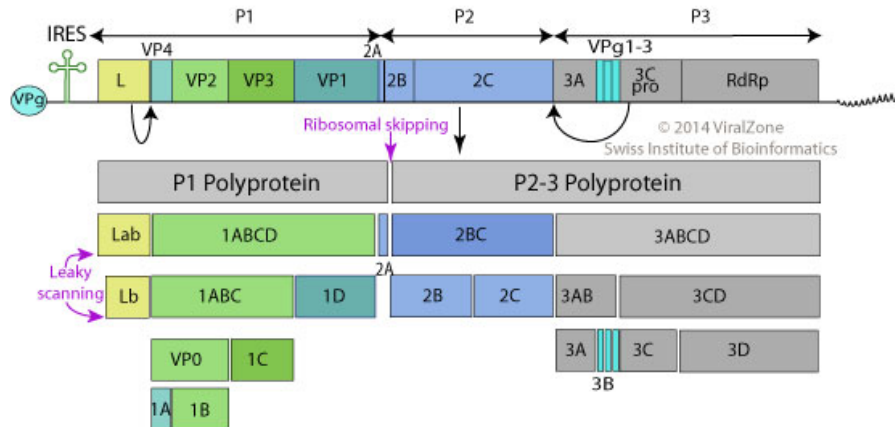 P1 P2 P3
IRES VP4 2A VPg1-3
L VP2 VP3 VP1 2B 2C 3A 3C pro RdRp
VPg
Ribosomal skipping
© 2014 ViralZone
Swiss Institute of Bioinformatics
P1 Polyprotein P2-3 Polyprotein
Lab 1ABCD 2BC 3ABCD
2A
Leaky
scanning
Lb 1ABC 1D 2B 2C 3AB 3CD
VP0 1C 3A 3C 3D
3B
1A 1B